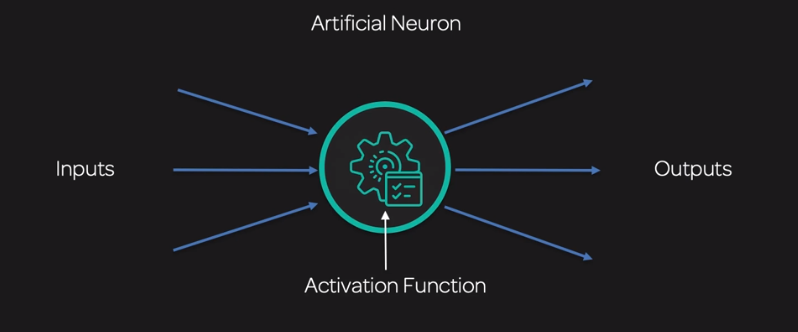 Artificial Neuron
Inputs
Outputs
Activation Function